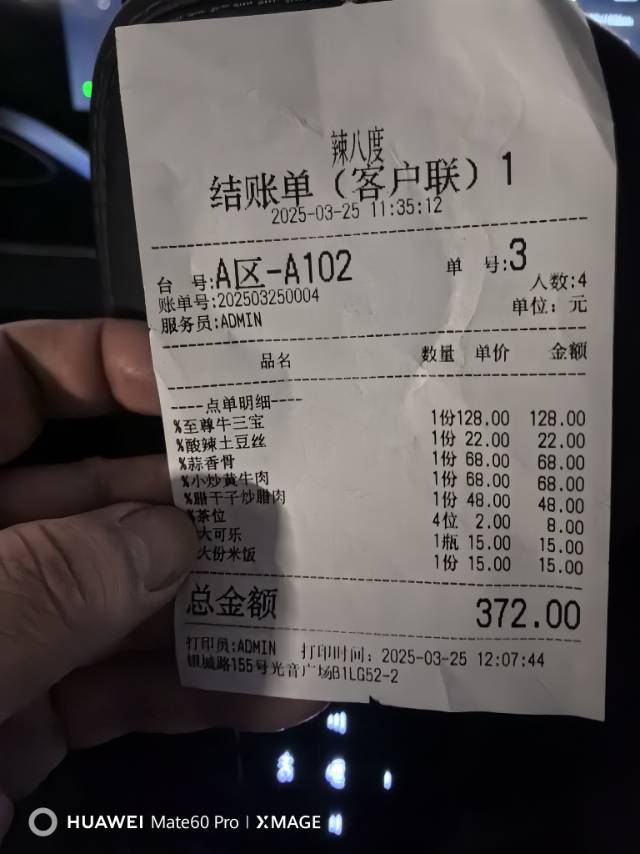 辣八度
结账单（客户联）1
2025-03-25 11:35:12
台 号:A区-A102 单 号:3
账单号:202503250004 人数:4
服务员:ADMIN 单位: 元
品名 数量 单价 金额
----点单明细----
%至尊牛三宝 1份128.00 128.00
%酸辣土豆丝 1份 22.00 22.00
%蒜香骨 1份 68.00 68.00
%小炒黄牛肉 1份 68.00 68.00
%腊干子炒腊肉 1份 48.00 48.00
%茶位 4位 2.00 8.00
大可乐 1瓶 15.00 15.00
大份米饭 1份 15.00 15.00
总金额 372.00
打印员:ADMIN 打印时间: 2025-03-25 12:07:44
银城路155号光音广场B1LG52-2
HUAWEI Mate60 Pro | XMAGE